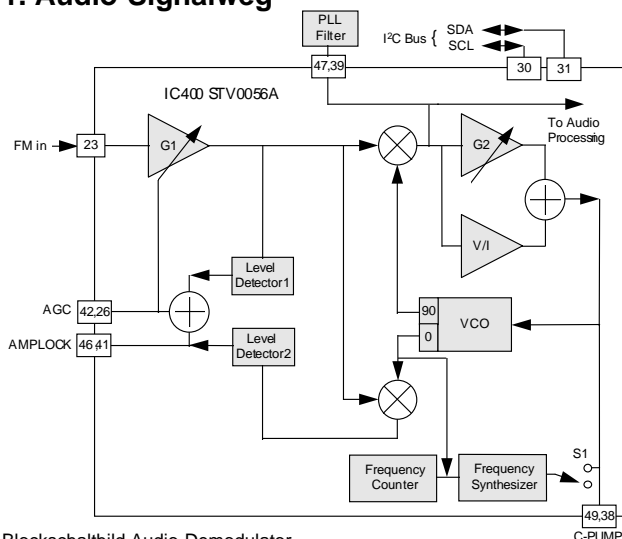 1. Audio-Signalweg
PLL
Filter
I²C Bus { SDA
SCL
47,39
30
31
IC400 STV0056A
To Audio
Processing
FM in
23
G1
G2
V/I
Level
Detector1
AGC
42,26
AMPLOCK
46,41
Level
Detector2
90
0
VCO
S1
Frequency
Counter
Frequency
Synthesizer
49,38
C-PUMP
Blockschaltbild Audio-Demodulator